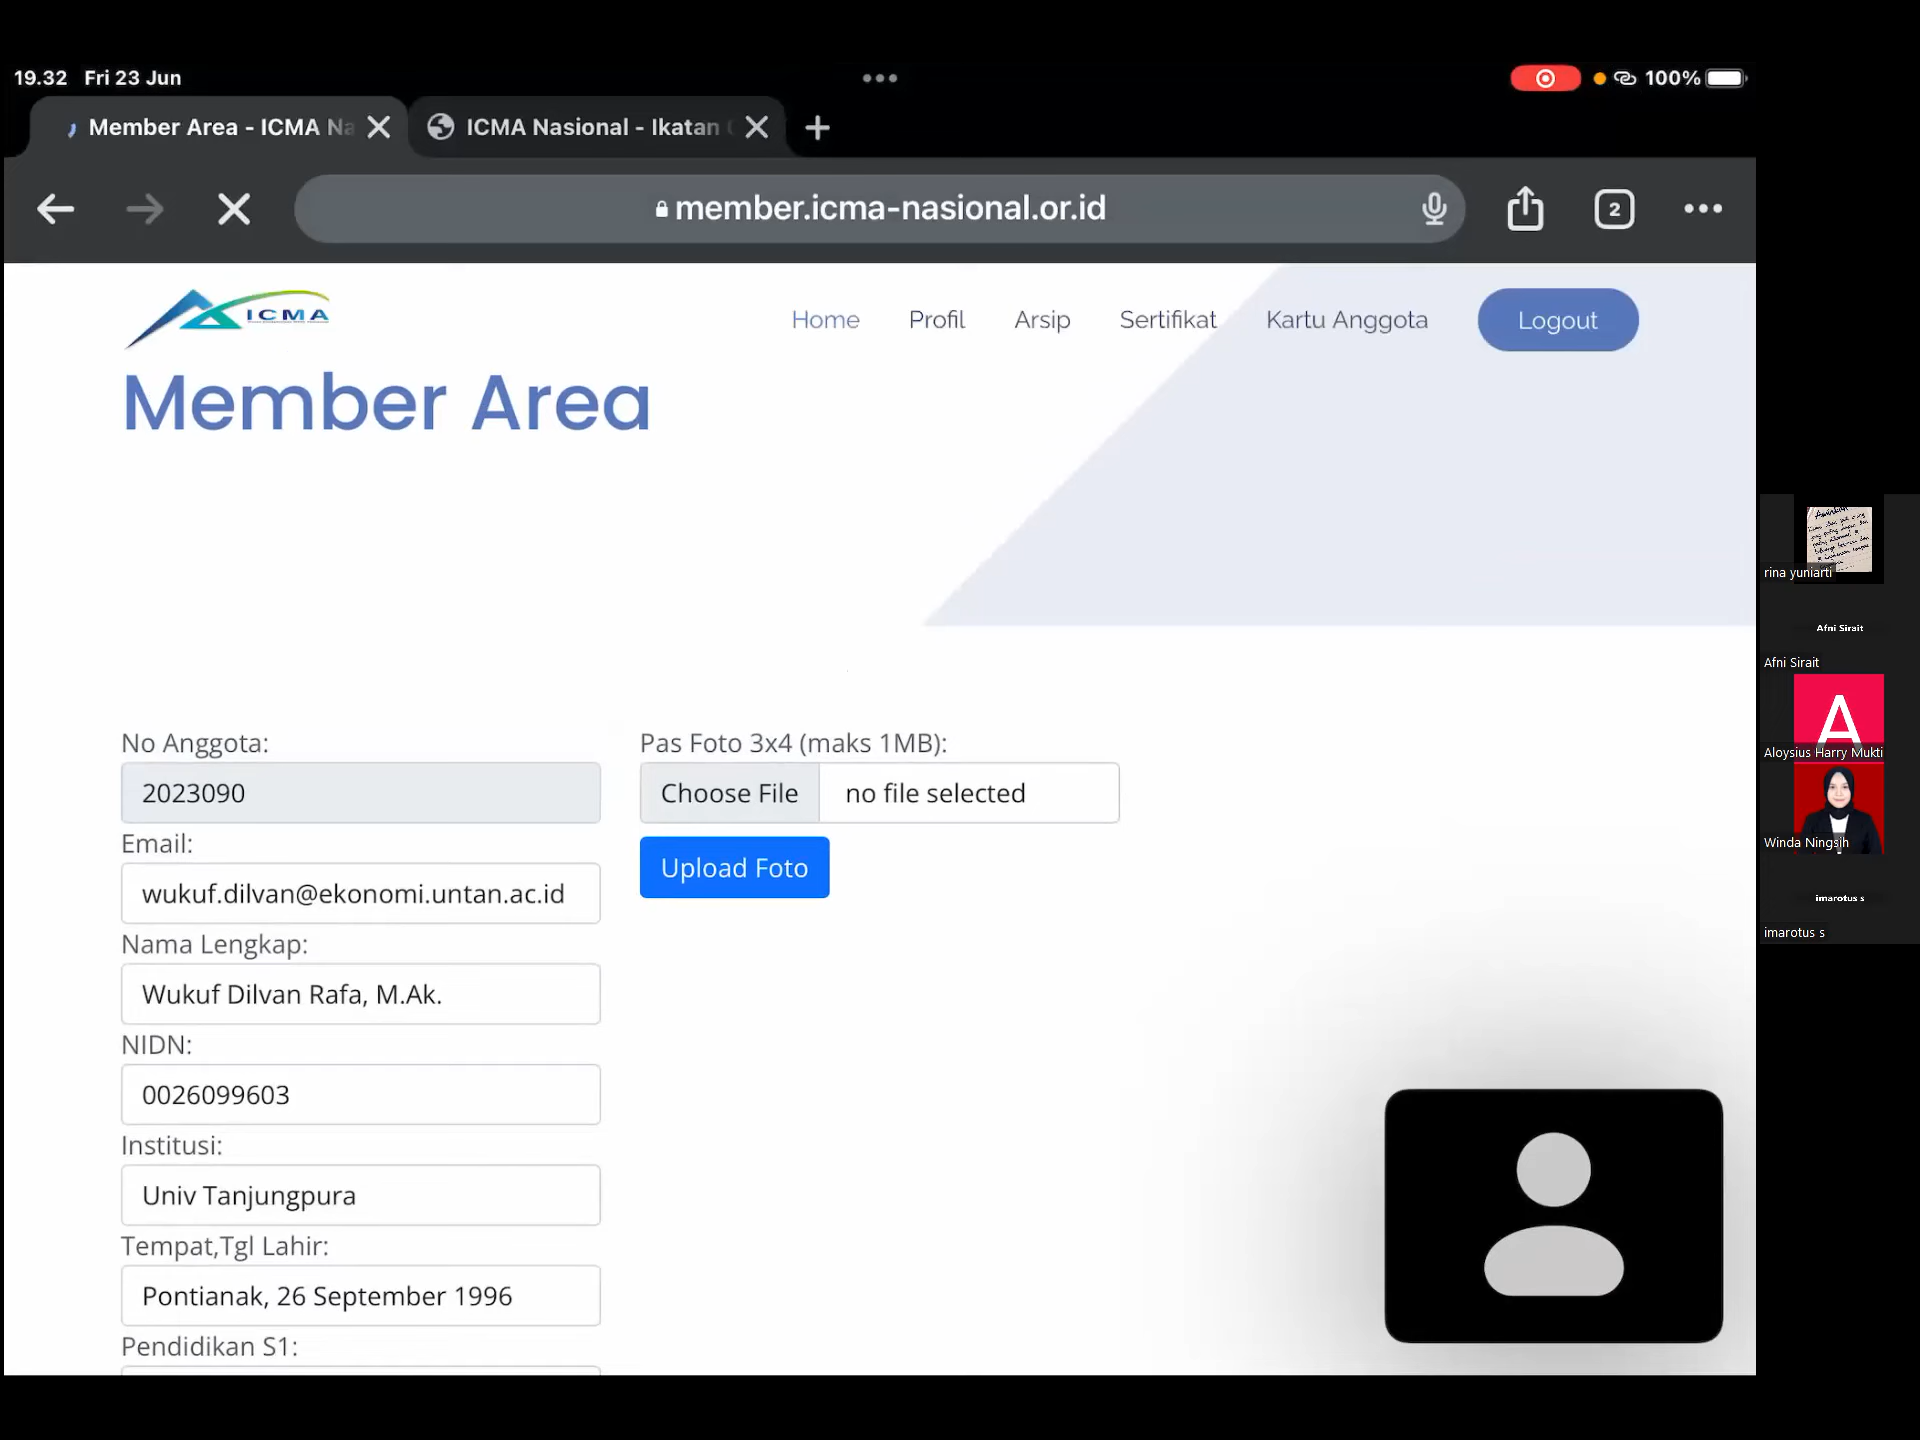 19.32 Fri 23 Jun
100%
Member Area - ICMA Na
ICMA Nasional - Ikatan
member.icma-nasional.or.id
2
ICMA
Home
Profil
Arsip
Sertifikat
Kartu Anggota
Logout
Member Area
No Anggota:
2023090
Email:
wukuf.dilvan@ekonomi.untan.ac.id
Nama Lengkap:
Wukuf Dilvan Rafa, M.Ak.
NIDN:
0026099603
Institusi:
Univ Tanjungpura
Tempat,Tgl Lahir:
Pontianak, 26 September 1996
Pendidikan S1:
Pas Foto 3x4 (maks 1MB):
Choose File no file selected
Upload Foto
rina yuniarti
Afni Sirait
Afni Sirait
A
Aloysius Harry Mukti
Winda Ningsih
imarotus s
imarotus s